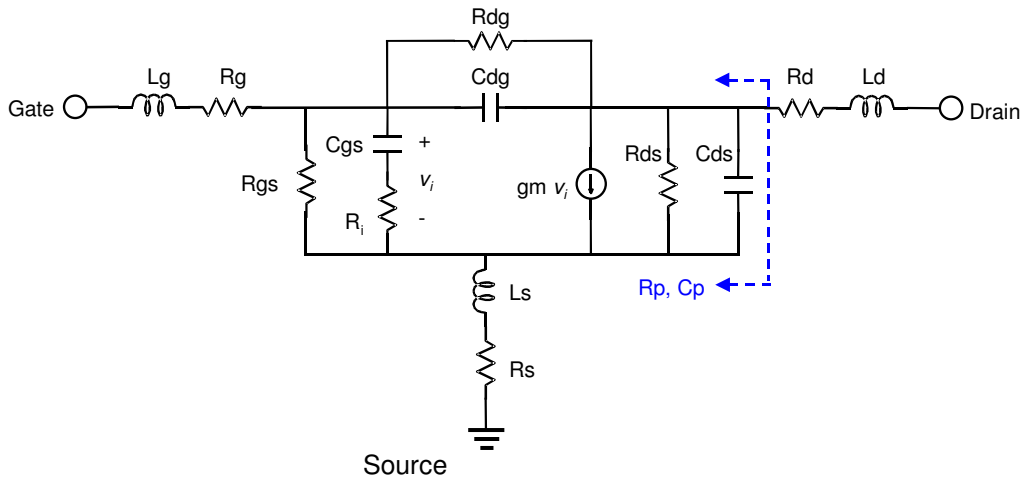 Rdg
Lg
Rg
Cdg
Rd
Ld
Gate
Drain
Cgs
+
Rds
Cds
Rgs
vi
gm vi
Ri
-
Ls
Rp, Cp
Rs
Source